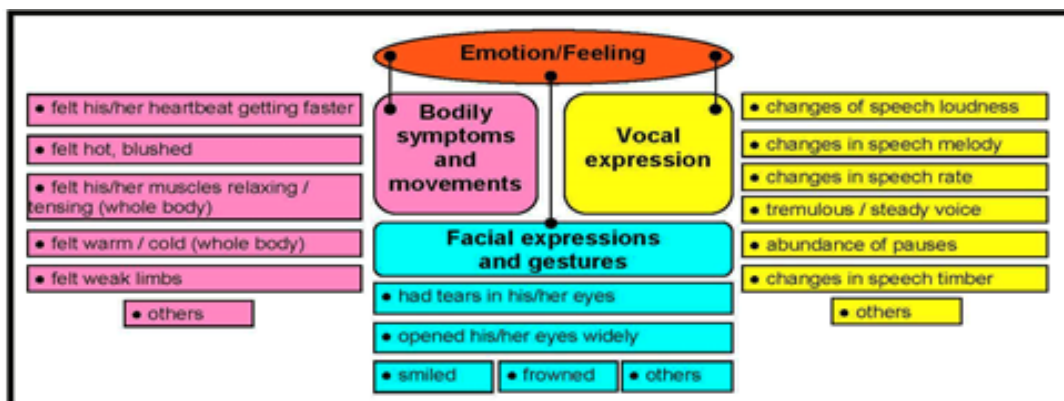 Emotion/Feeling
Bodily
symptoms
and
movements
• felt his/her heartbeat getting faster
• felt hot, blushed
• felt his/her muscles relaxing /
tensing (whole body)
• felt warm / cold (whole body)
• felt weak limbs
• others
Vocal
expression
• changes of speech loudness
• changes in speech melody
• changes in speech rate
• tremulous / steady voice
• abundance of pauses
• changes in speech timber
• others
Facial expressions
and gestures
• had tears in his/her eyes
• opened his/her eyes widely
• smiled
• frowned
• others